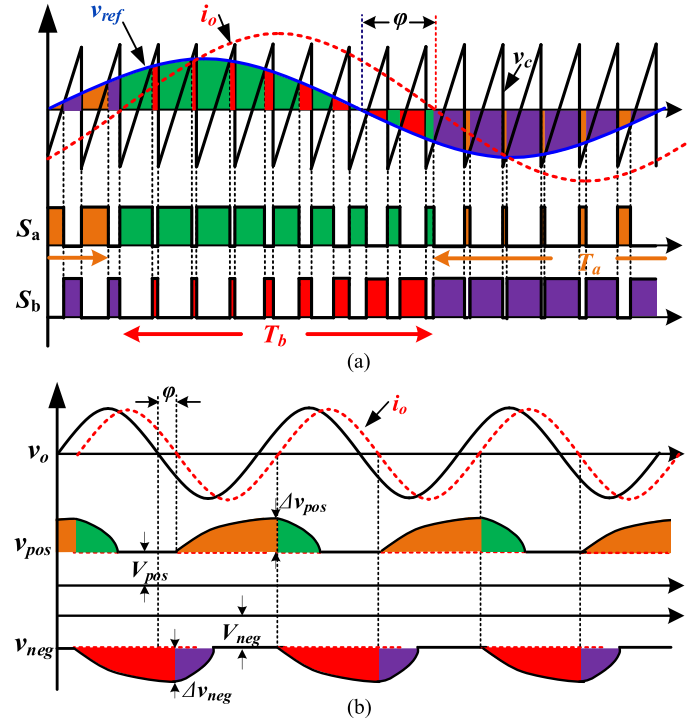 v_ref
i_o
φ
v_c
S_a
T_a
S_b
T_b
(a)
φ
i_o
v_o
Δv_pos
v_pos
V_pos
V_neg
v_neg
Δv_neg
(b)